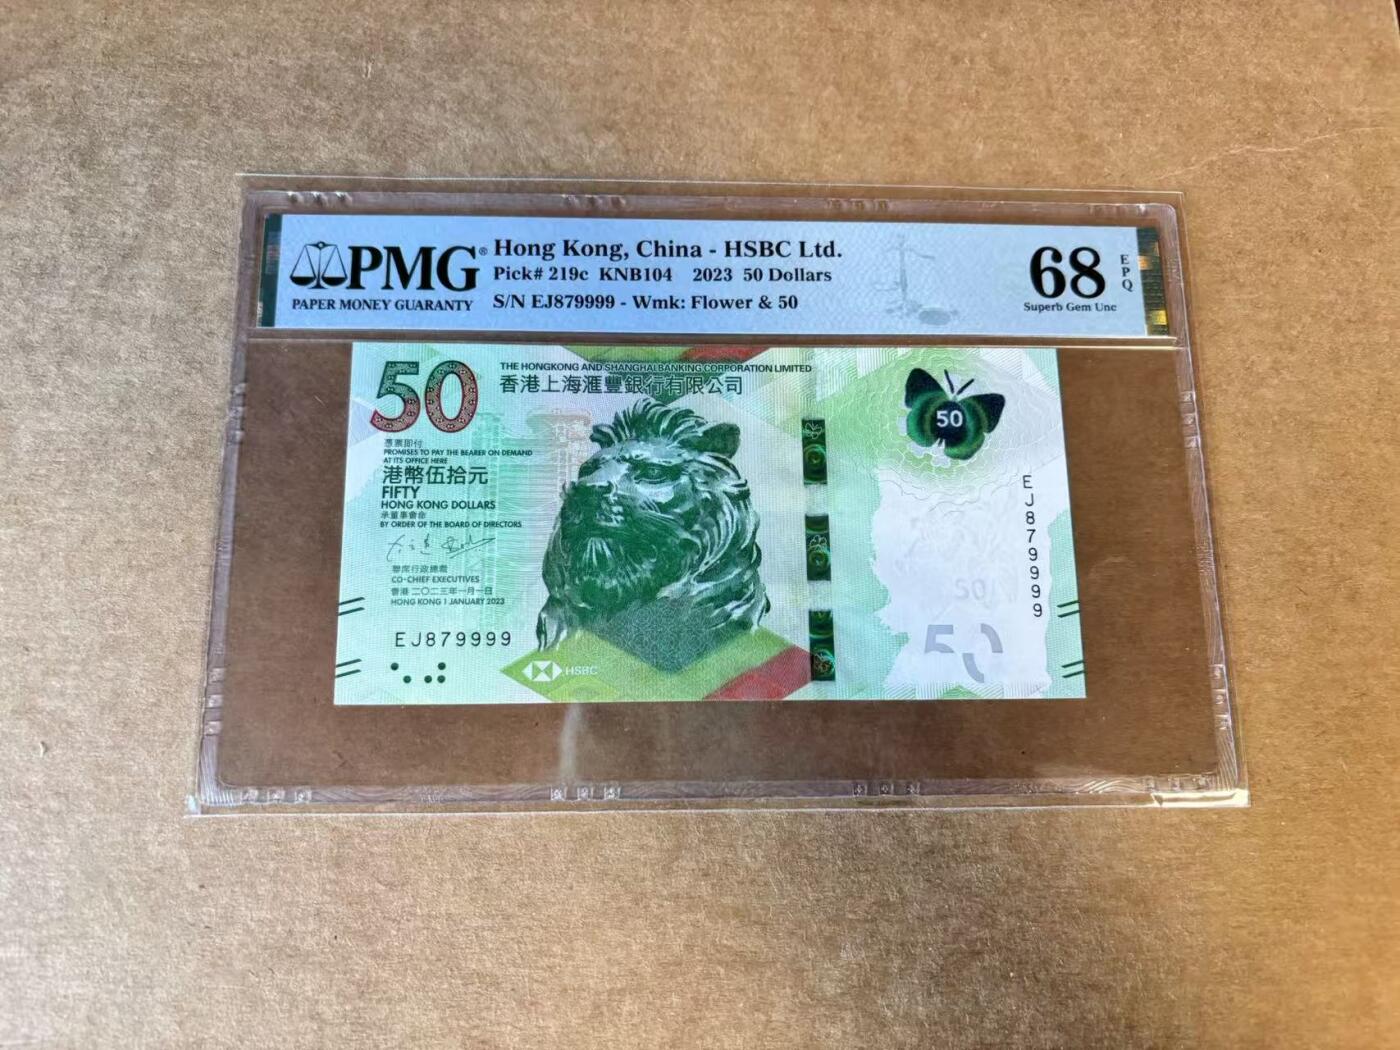 PMG®
PAPER MONEY GUARANTY
Hong Kong, China - HSBC Ltd.
Pick# 219c KNB104 2023 50 Dollars
S/N EJ879999 - Wmk: Flower & 50
68
EPQ
Superb Gem Unc
50
THE HONGKONG AND SHANGHAI BANKING CORPORATION LIMITED
香港上海滙豐銀行有限公司
憑票即付
PROMISES TO PAY THE BEARER ON DEMAND
AT ITS OFFICE HERE
港幣伍拾元
FIFTY
HONG KONG DOLLARS
承董事會命
BY ORDER OF THE BOARD OF DIRECTORS
聯席行政總裁
CO-CHIEF EXECUTIVES
香港二〇二三年一月一日
HONG KONG 1 JANUARY 2023
EJ879999
HSBC
50
EJ879999
50
50